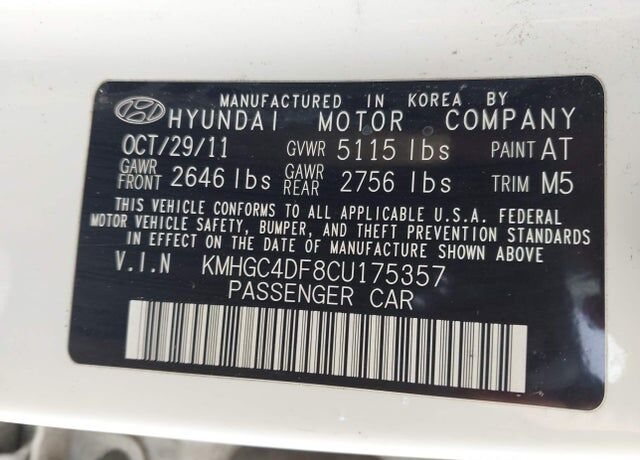 MANUFACTURED IN KOREA BY
HYUNDAI MOTOR COMPANY
OCT/29/11 GVWR 5115 lbs PAINT AT
GAWR FRONT 2646 lbs GAWR REAR 2756 lbs TRIM M5
THIS VEHICLE CONFORMS TO ALL APPLICABLE U.S.A. FEDERAL
MOTOR VEHICLE SAFETY, BUMPER, AND THEFT PREVENTION STANDARDS
IN EFFECT ON THE DATE OF MANUFACTURE SHOWN ABOVE
V.I.N KMHGC4DF8CU175357
PASSENGER CAR